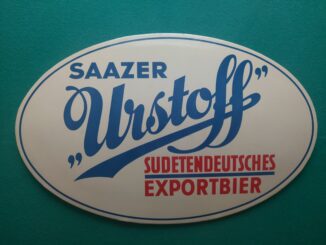 SAAZER
„Urstoff”
SUDETENDEUTSCHES
EXPORTBIER